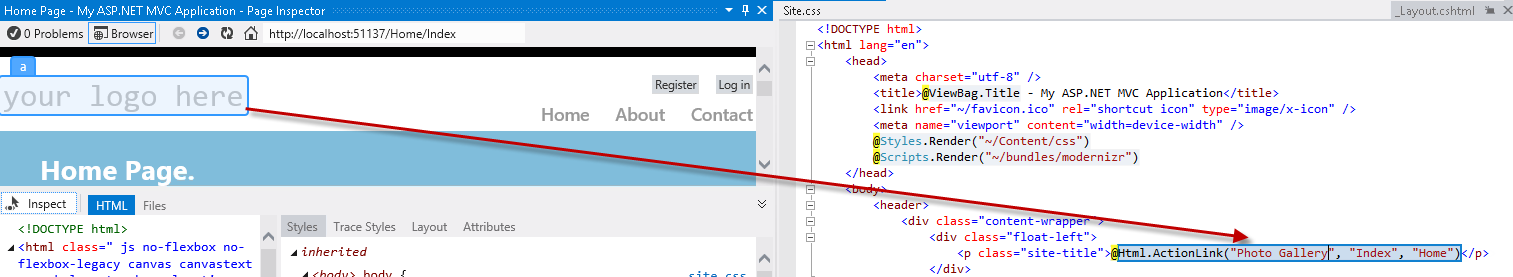 Home Page - My ASP.NET MVC Application - Page Inspector
0 Problems Browser http://localhost:51137/Home/Index
a
your logo here
Register Log in
Home About Contact
Home Page.
Inspect HTML Files
<!DOCTYPE html>
<html class=" js no-flexbox no-
flexbox-legacy canvas canvastext
Styles Trace Styles Layout Attributes
inherited
<body> body {
site.css
Site.css _Layout.cshtml
<!DOCTYPE html>
<html lang="en">
<head>
<meta charset="utf-8" />
<title>@ViewBag.Title - My ASP.NET MVC Application</title>
<link href="~/favicon.ico" rel="shortcut icon" type="image/x-icon" />
<meta name="viewport" content="width=device-width" />
@Styles.Render("~/Content/css")
@Scripts.Render("~/bundles/modernizr")
</head>
<body>
<header>
<div class="content-wrapper">
<div class="float-left">
<p class="site-title">@Html.ActionLink("Photo Gallery", "Index", "Home")</p>
</div>